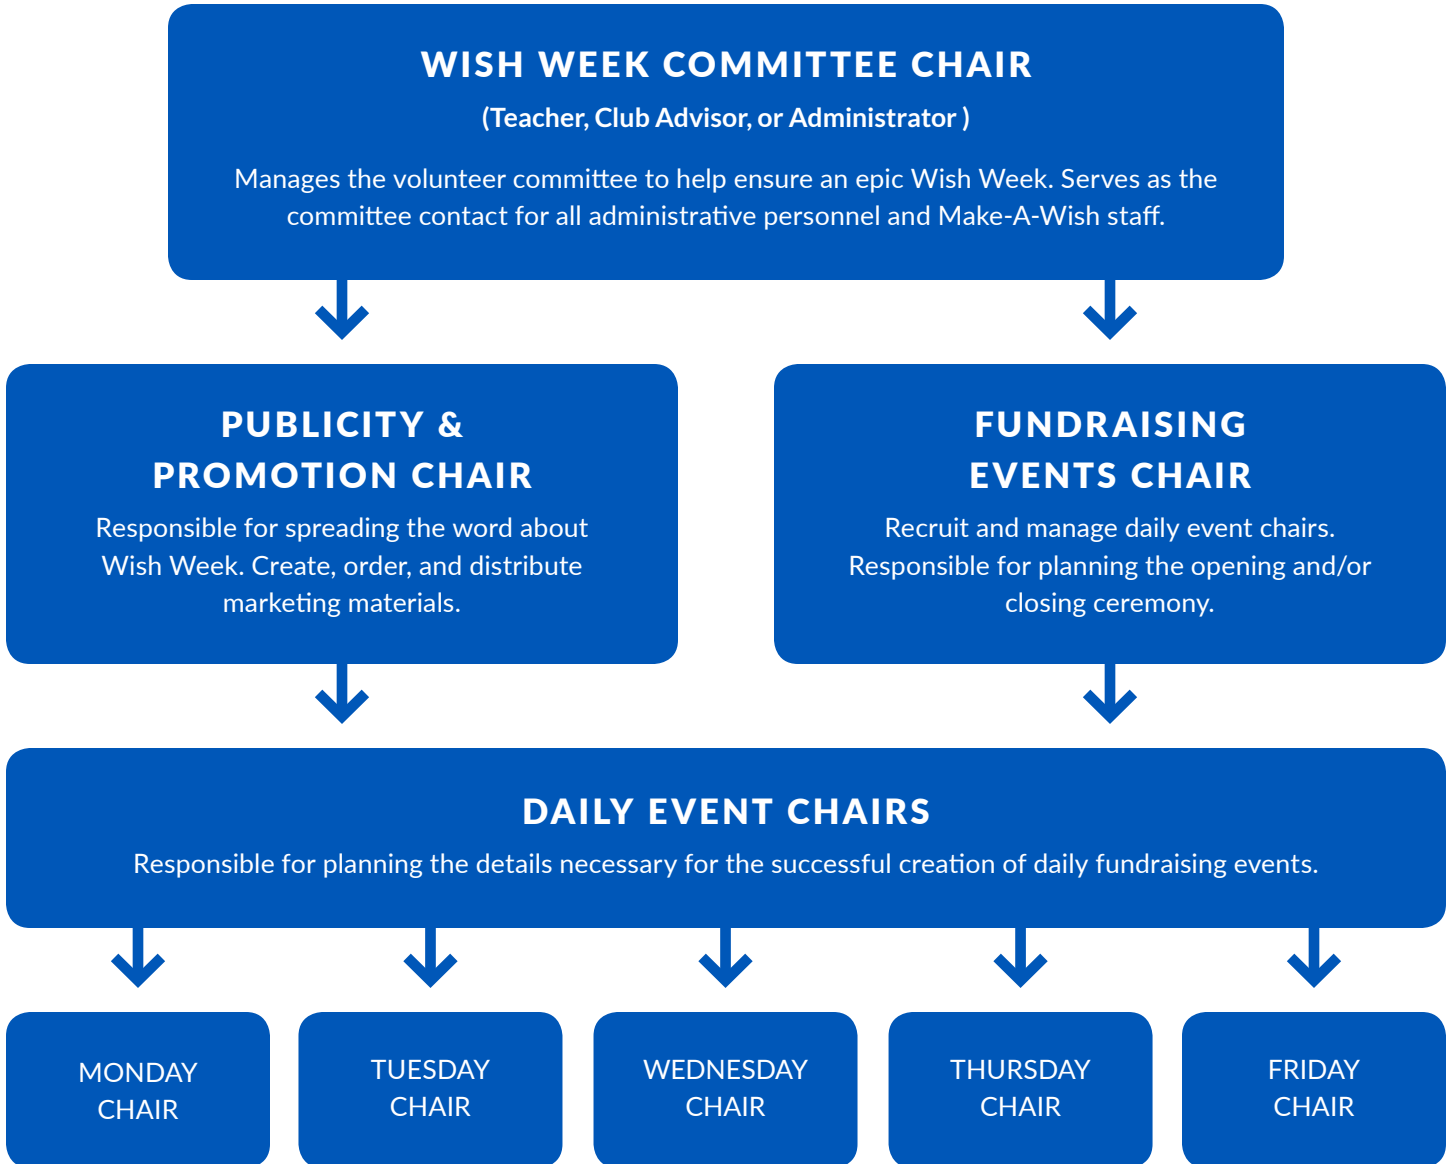 WISH WEEK COMMITTEE CHAIR
(Teacher, Club Advisor, or Administrator )
Manages the volunteer committee to help ensure an epic Wish Week. Serves as the
committee contact for all administrative personnel and Make-A-Wish staff.
PUBLICITY &
PROMOTION CHAIR
Responsible for spreading the word about
Wish Week. Create, order, and distribute
marketing materials.
FUNDRAISING
EVENTS CHAIR
Recruit and manage daily event chairs.
Responsible for planning the opening and/or
closing ceremony.
DAILY EVENT CHAIRS
Responsible for planning the details necessary for the successful creation of daily fundraising events.
MONDAY
CHAIR
TUESDAY
CHAIR
WEDNESDAY
CHAIR
THURSDAY
CHAIR
FRIDAY
CHAIR